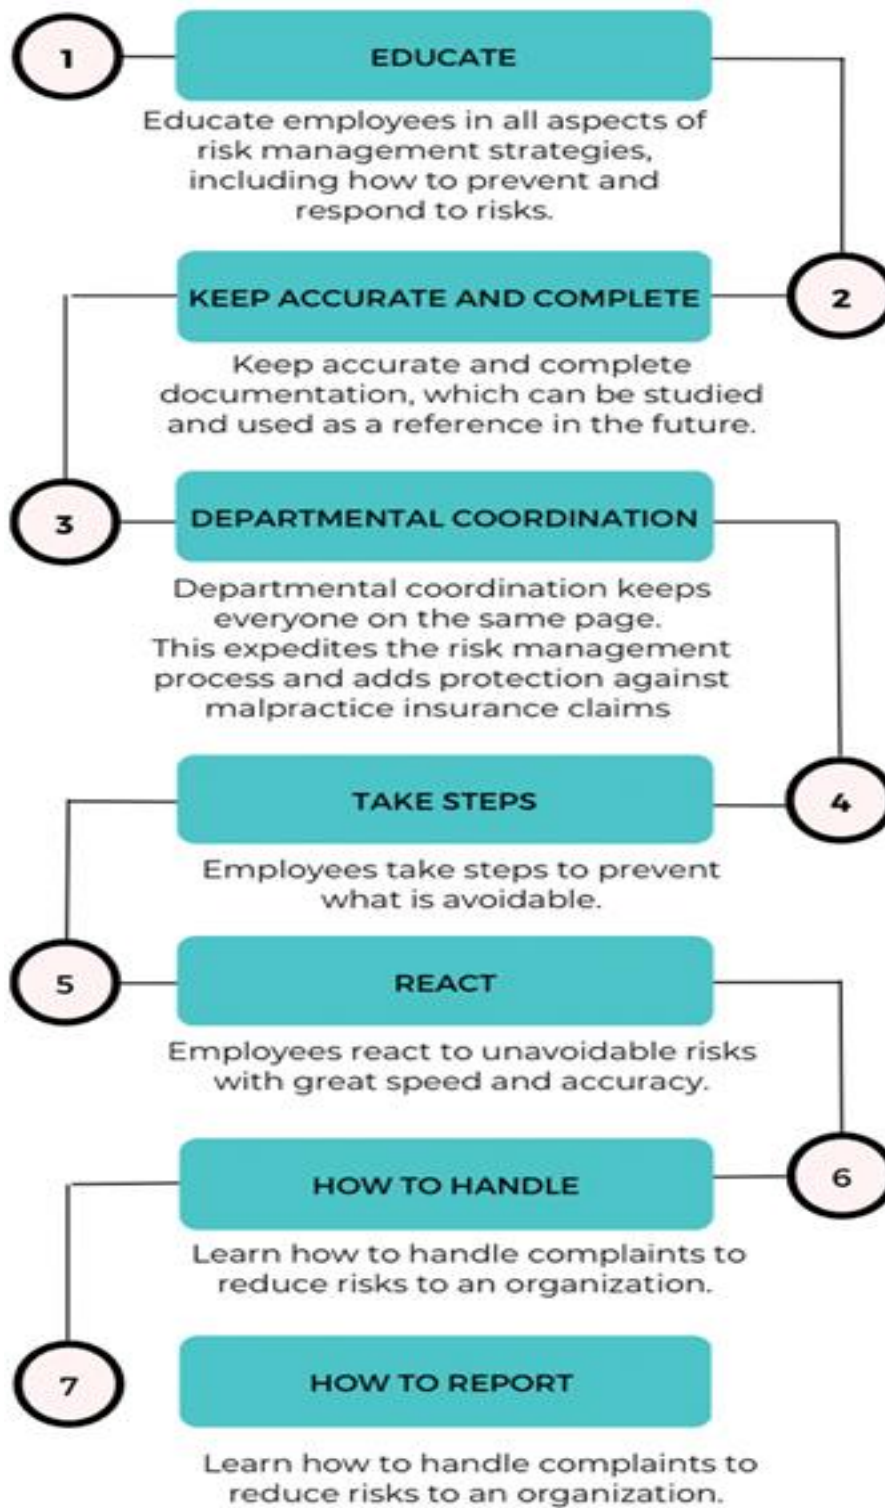 1
EDUCATE
Educate employees in all aspects of
risk management strategies,
including how to prevent and
respond to risks.
2
KEEP ACCURATE AND COMPLETE
Keep accurate and complete
documentation, which can be studied
and used as a reference in the future.
3
DEPARTMENTAL COORDINATION
Departmental coordination keeps
everyone on the same page.
This expedites the risk management
process and adds protection against
malpractice insurance claims
4
TAKE STEPS
Employees take steps to prevent
what is avoidable.
5
REACT
Employees react to unavoidable risks
with great speed and accuracy.
6
HOW TO HANDLE
Learn how to handle complaints to
reduce risks to an organization.
7
HOW TO REPORT
Learn how to handle complaints to
reduce risks to an organization.